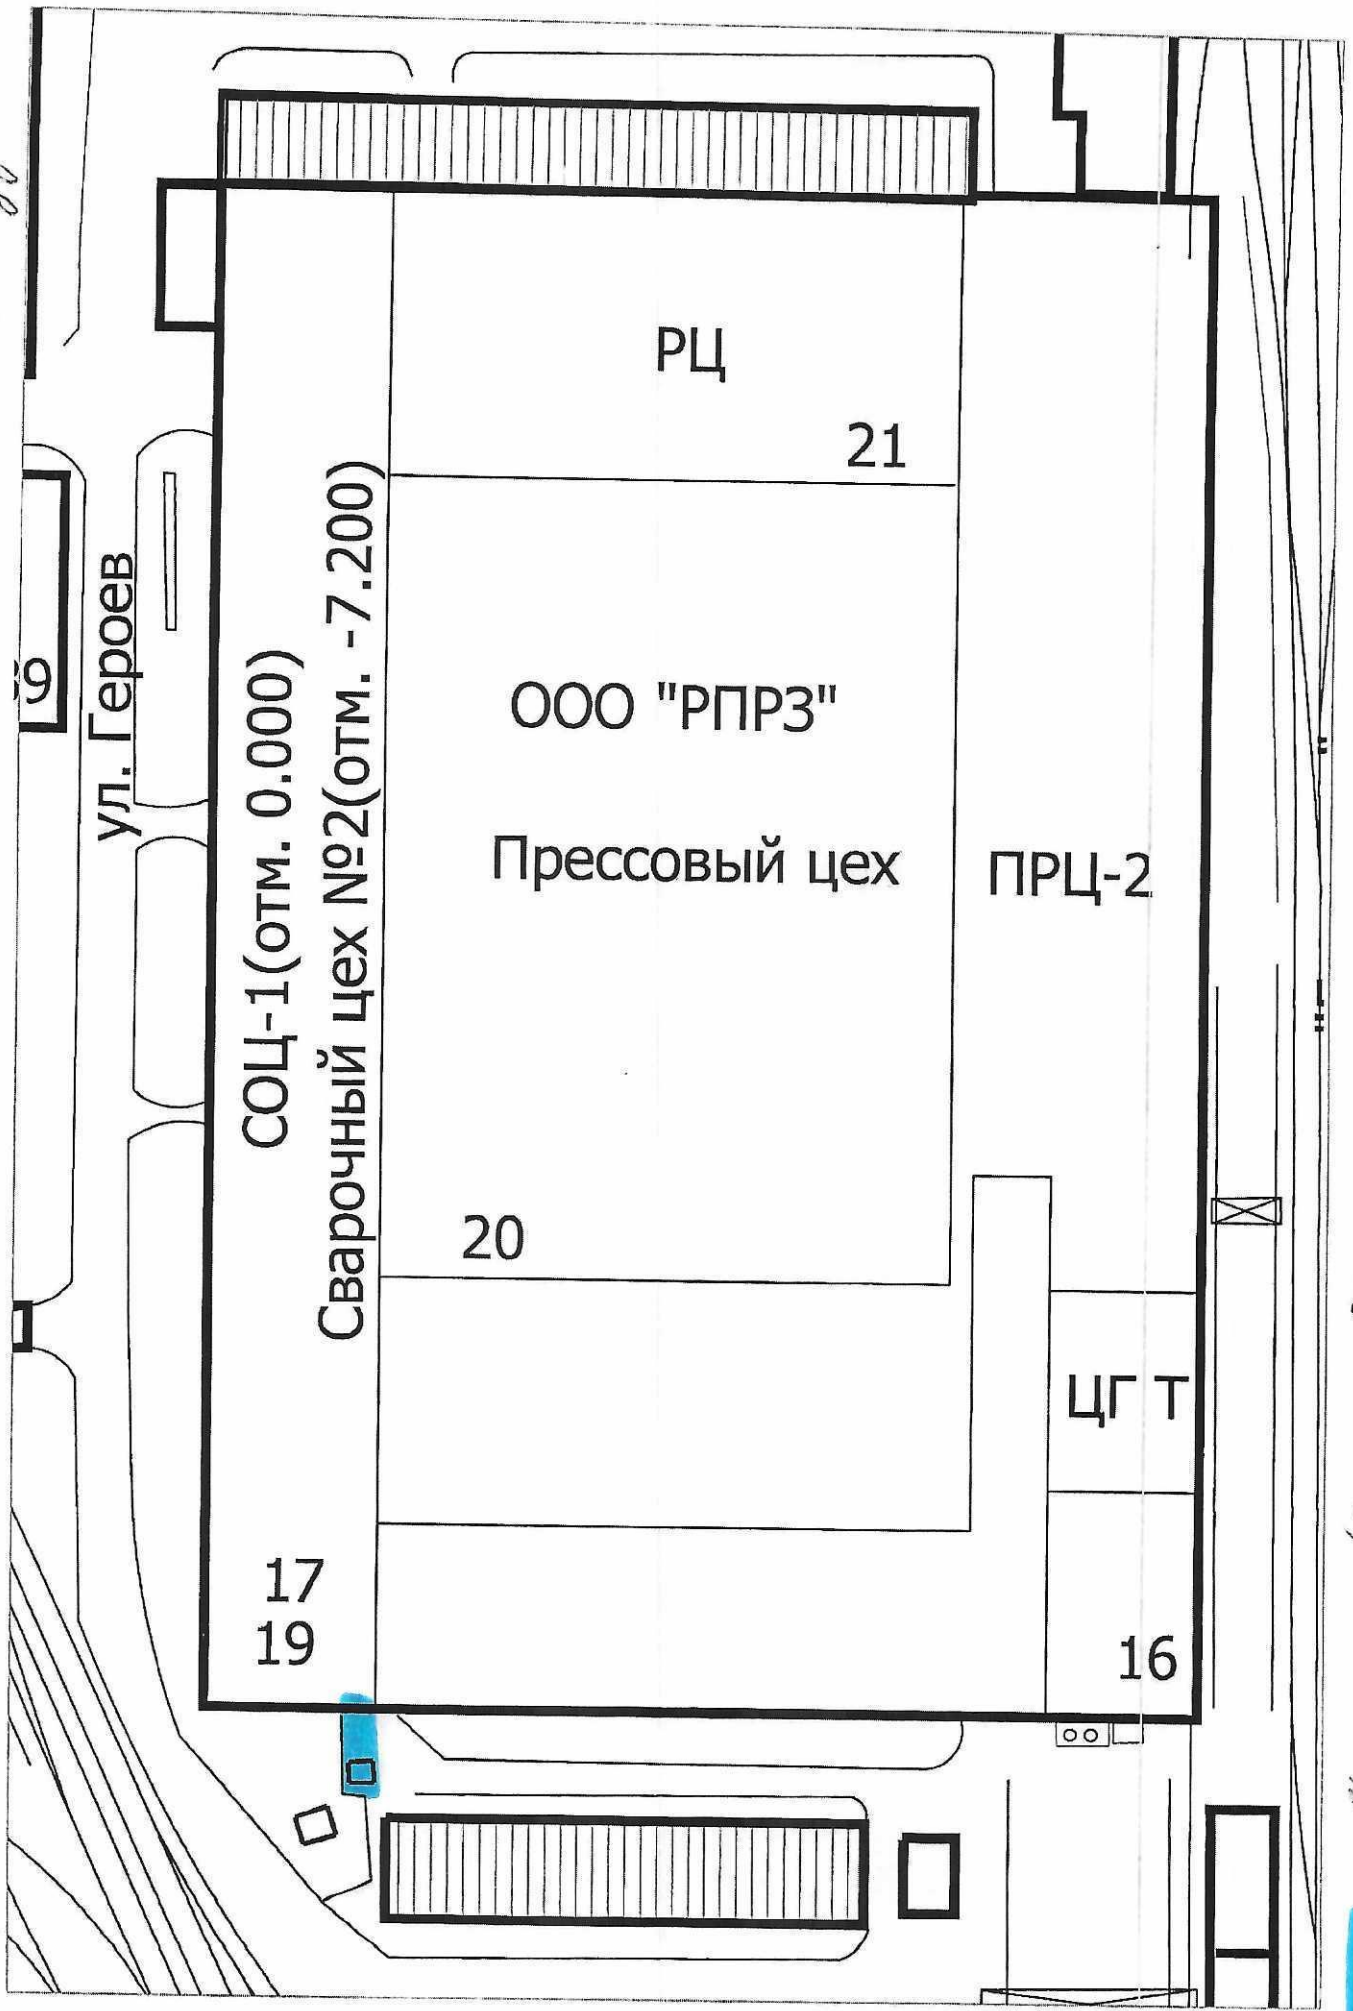 РЦ
21
ул. Героев
СОЦ-1(отм. 0.000)
Сварочный цех №2(отм. -7.200)
ООО "РПРЗ"
Прессовый цех
ПРЦ-2
20
ЦГ Т
17
19
16